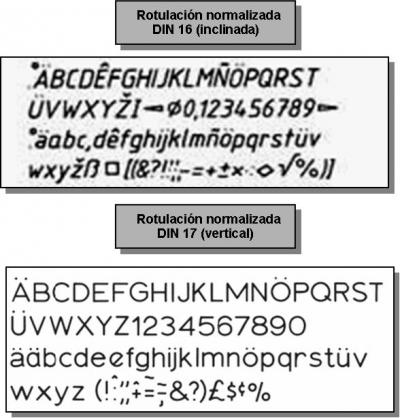 Rotulación normalizada
DIN 16 (inclinada)
ÄBCDÊFGHIJKLMÑÖPQRST
ÜVWXYŽI Ø0,123456789
äabc,dêfghijklmñöpqrstüv
wxyžß□[(&?!";-=+±×·:◇√%)]
Rotulación normalizada
DIN 17 (vertical)
ÄBCDEFGHIJKLMNÖPQRST
ÜVWXYZ1234567890
äàbcdefghijklmnöpqrstüv
wxyz (! &?)£$¢%